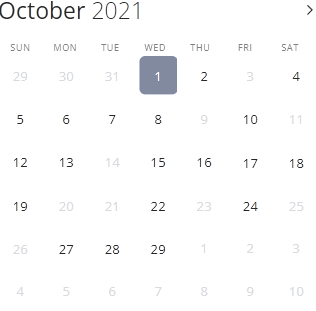 October 2021
SUN MON TUE WED THU FRI SAT
29 30 31 1 2 3 4
5 6 7 8 9 10 11
12 13 14 15 16 17 18
19 20 21 22 23 24 25
26 27 28 29 1 2 3
4 5 6 7 8 9 10